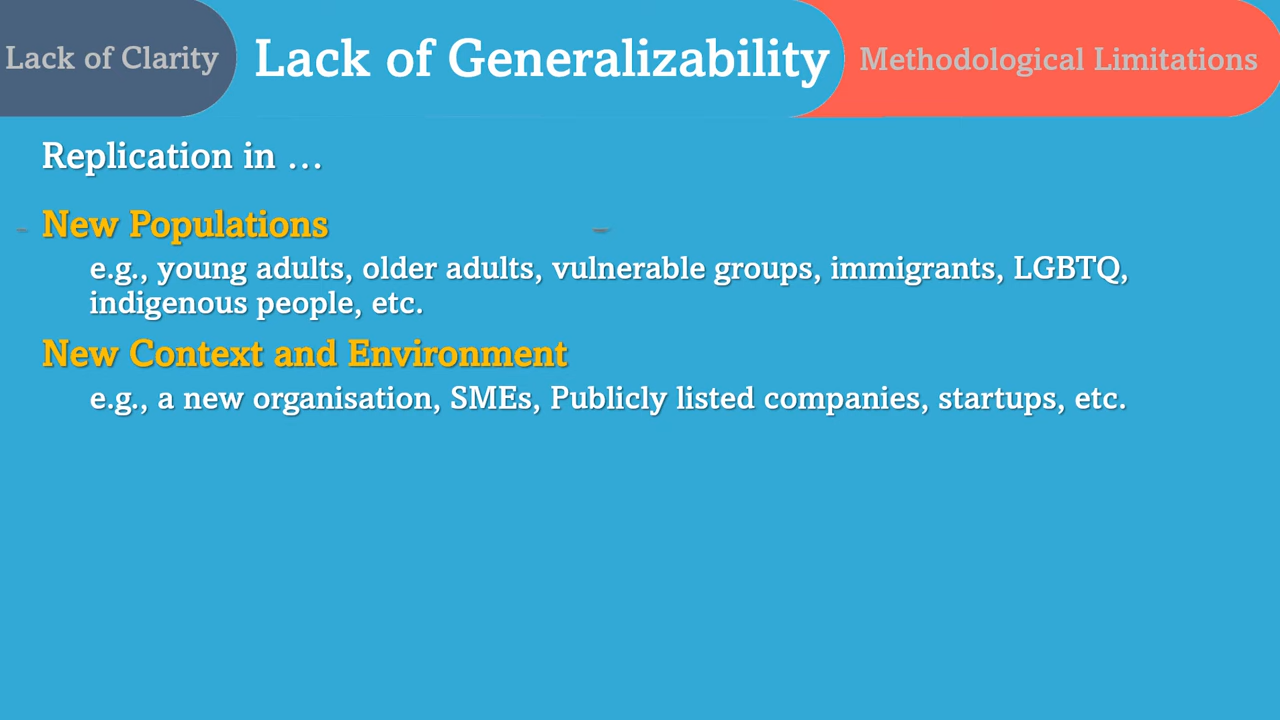 Lack of Clarity
Lack of Generalizability
Methodological Limitations
Replication in …
New Populations
e.g., young adults, older adults, vulnerable groups, immigrants, LGBTQ,
indigenous people, etc.
New Context and Environment
e.g., a new organisation, SMEs, Publicly listed companies, startups, etc.